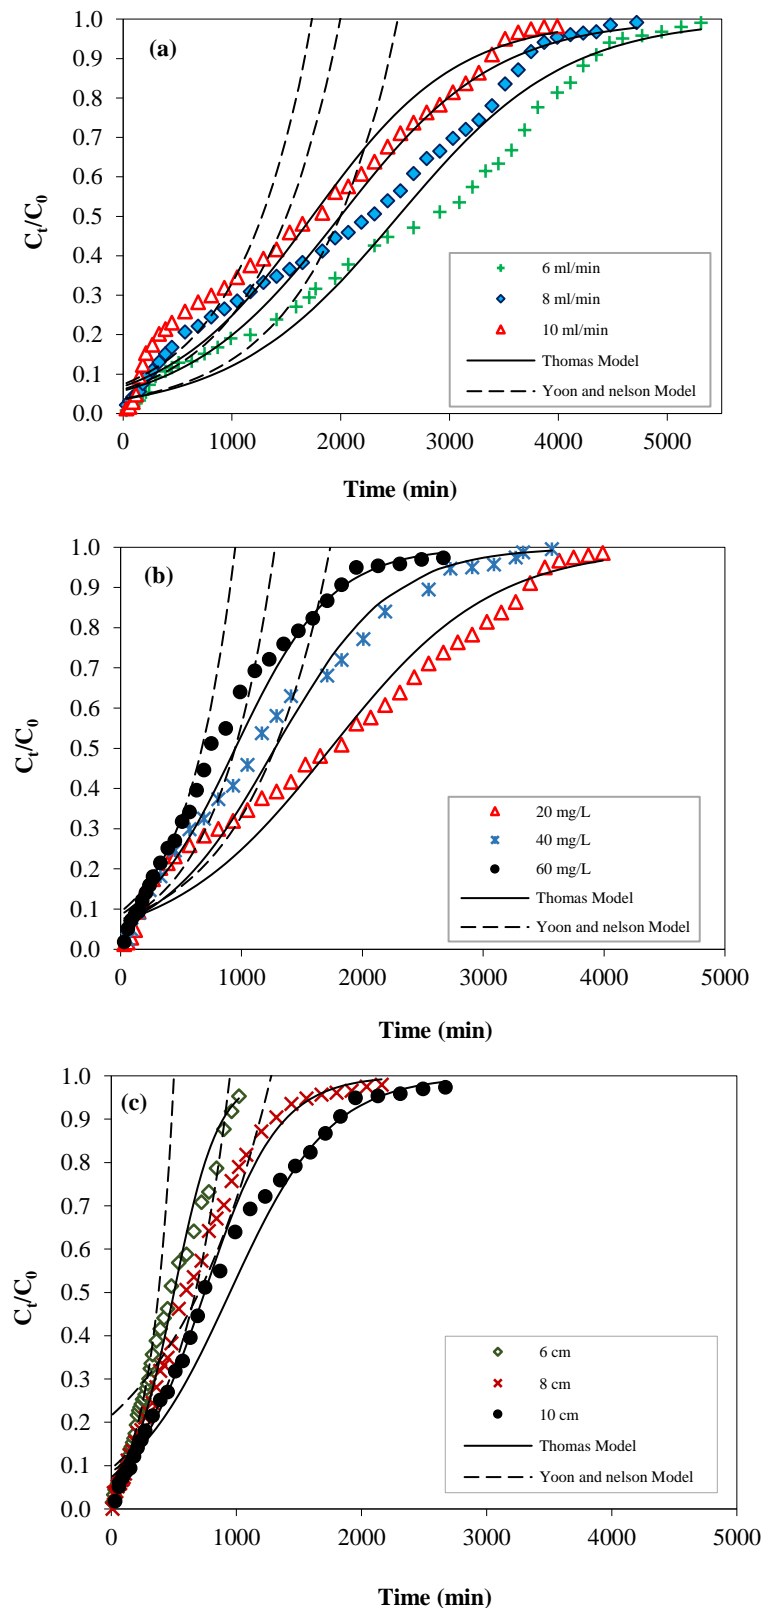 (a)
1.0
0.9
0.8
0.7
0.6
0.5
0.4
0.3
0.2
0.1
0.0
Cₜ/C₀
6 ml/min
8 ml/min
10 ml/min
Thomas Model
Yoon and nelson Model
0 1000 2000 3000 4000 5000
Time (min)
(b)
1.0
0.9
0.8
0.7
0.6
0.5
0.4
0.3
0.2
0.1
0.0
Cₜ/C₀
20 mg/L
40 mg/L
60 mg/L
Thomas Model
Yoon and nelson Model
0 1000 2000 3000 4000 5000
Time (min)
(c)
1.0
0.9
0.8
0.7
0.6
0.5
0.4
0.3
0.2
0.1
0.0
Cₜ/C₀
6 cm
8 cm
10 cm
Thomas Model
Yoon and nelson Model
0 1000 2000 3000 4000 5000
Time (min)